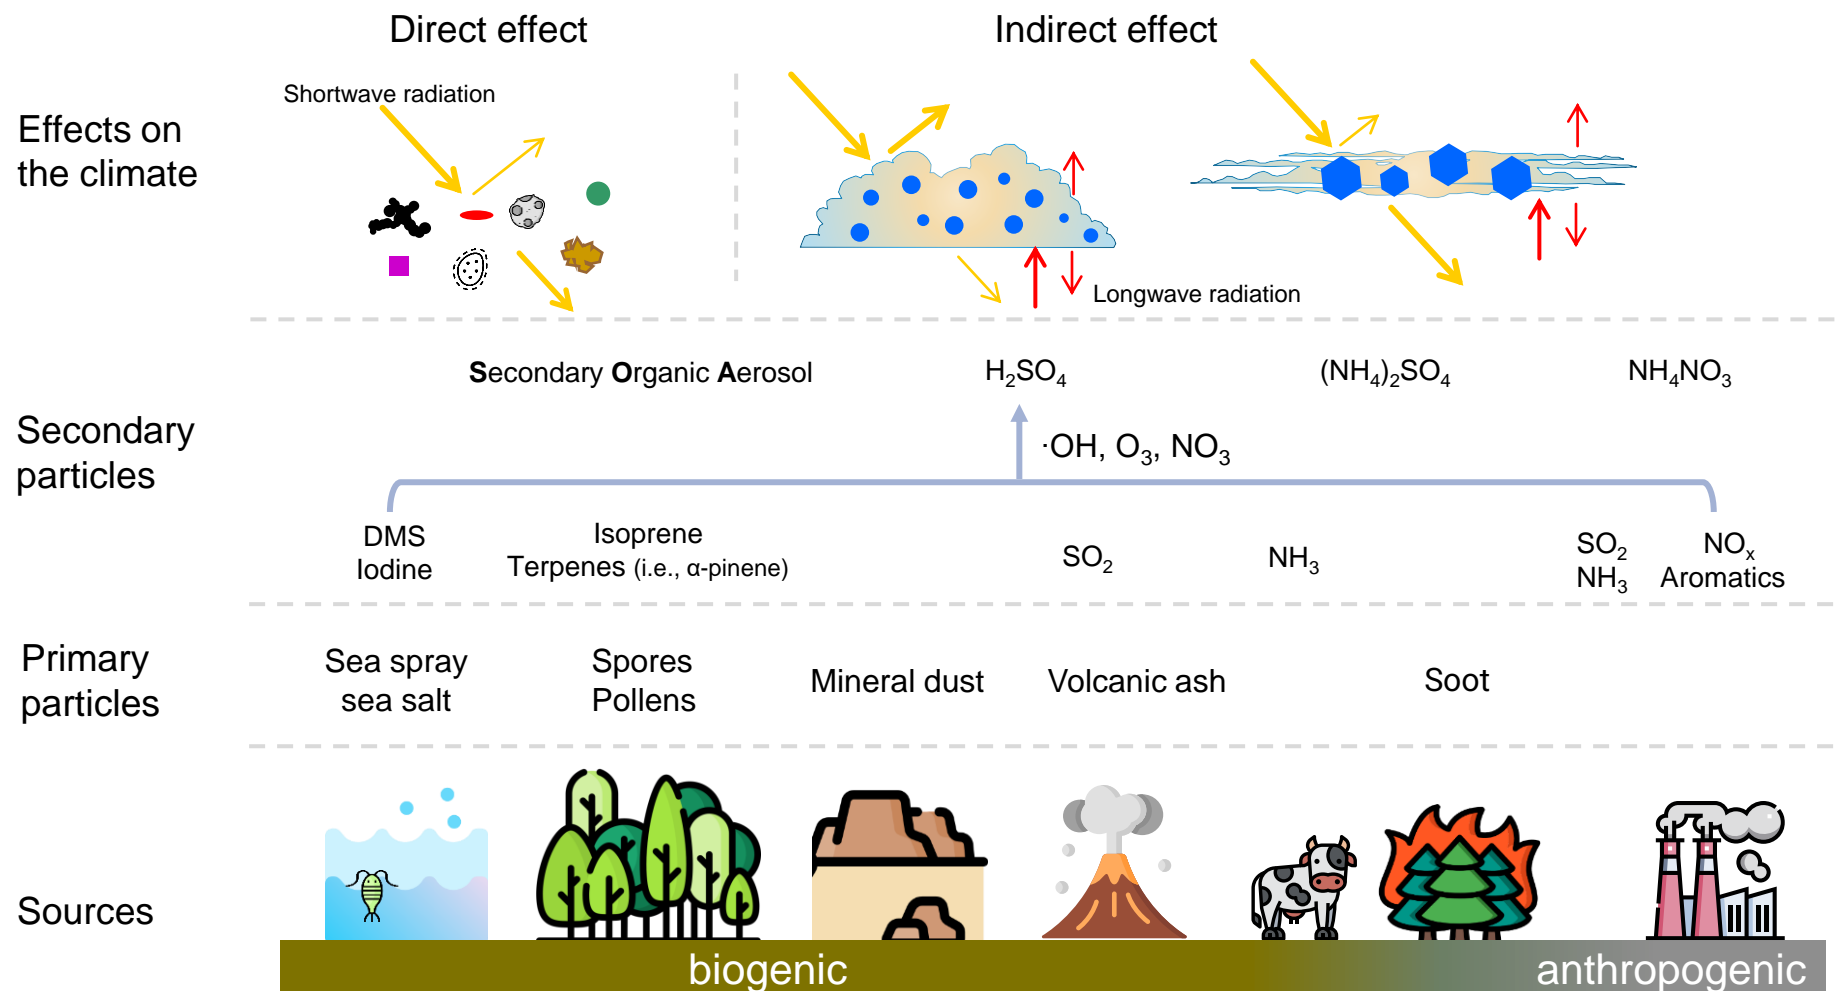 Direct effect
Indirect effect
Shortwave radiation
Effects on
the climate
Longwave radiation
Secondary Organic Aerosol
H₂SO₄
(NH₄)₂SO₄
NH₄NO₃
Secondary
particles
·OH, O₃, NO₃
DMS
Iodine
Isoprene
Terpenes (i.e., α-pinene)
SO₂
NH₃
SO₂
NH₃
NOₓ
Aromatics
Primary
particles
Sea spray
sea salt
Spores
Pollens
Mineral dust
Volcanic ash
Soot
Sources
biogenic
anthropogenic